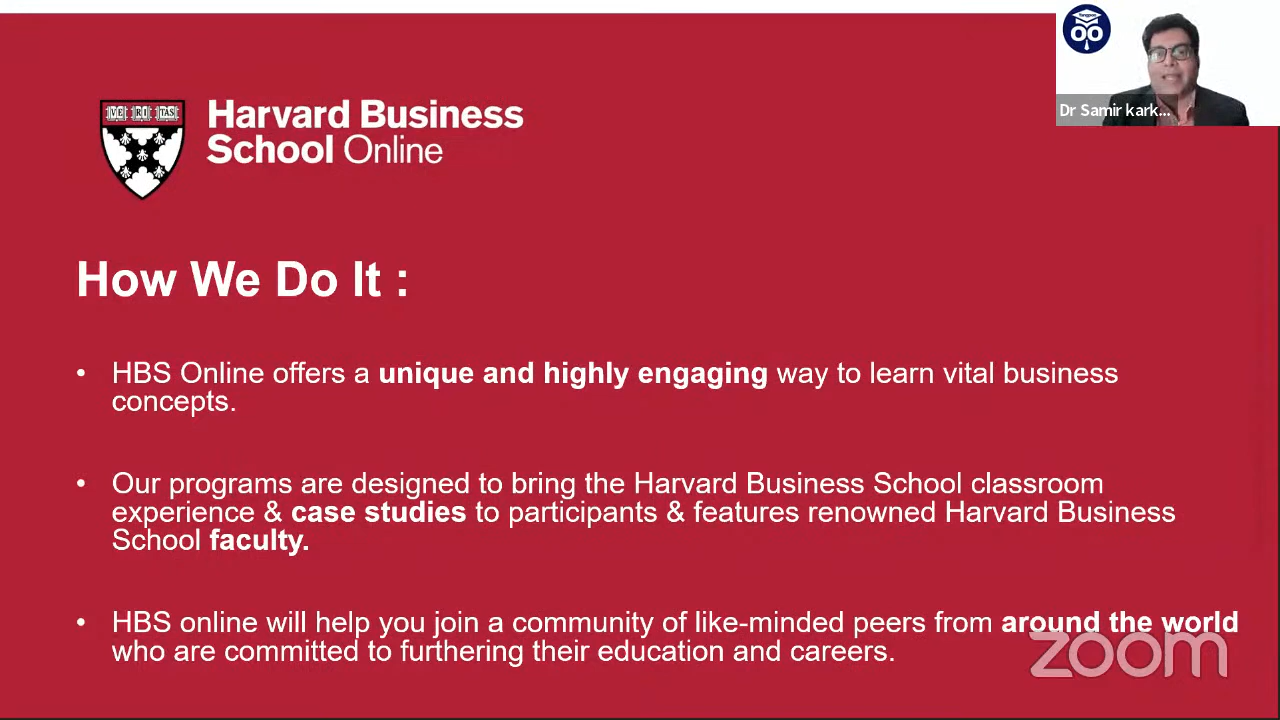 Harvard Business
School Online
VE RI TAS
Dr Samir kark...
How We Do It :
• HBS Online offers a unique and highly engaging way to learn vital business
concepts.
• Our programs are designed to bring the Harvard Business School classroom
experience & case studies to participants & features renowned Harvard Business
School faculty.
• HBS online will help you join a community of like-minded peers from around the world
who are committed to furthering their education and careers.
zoom